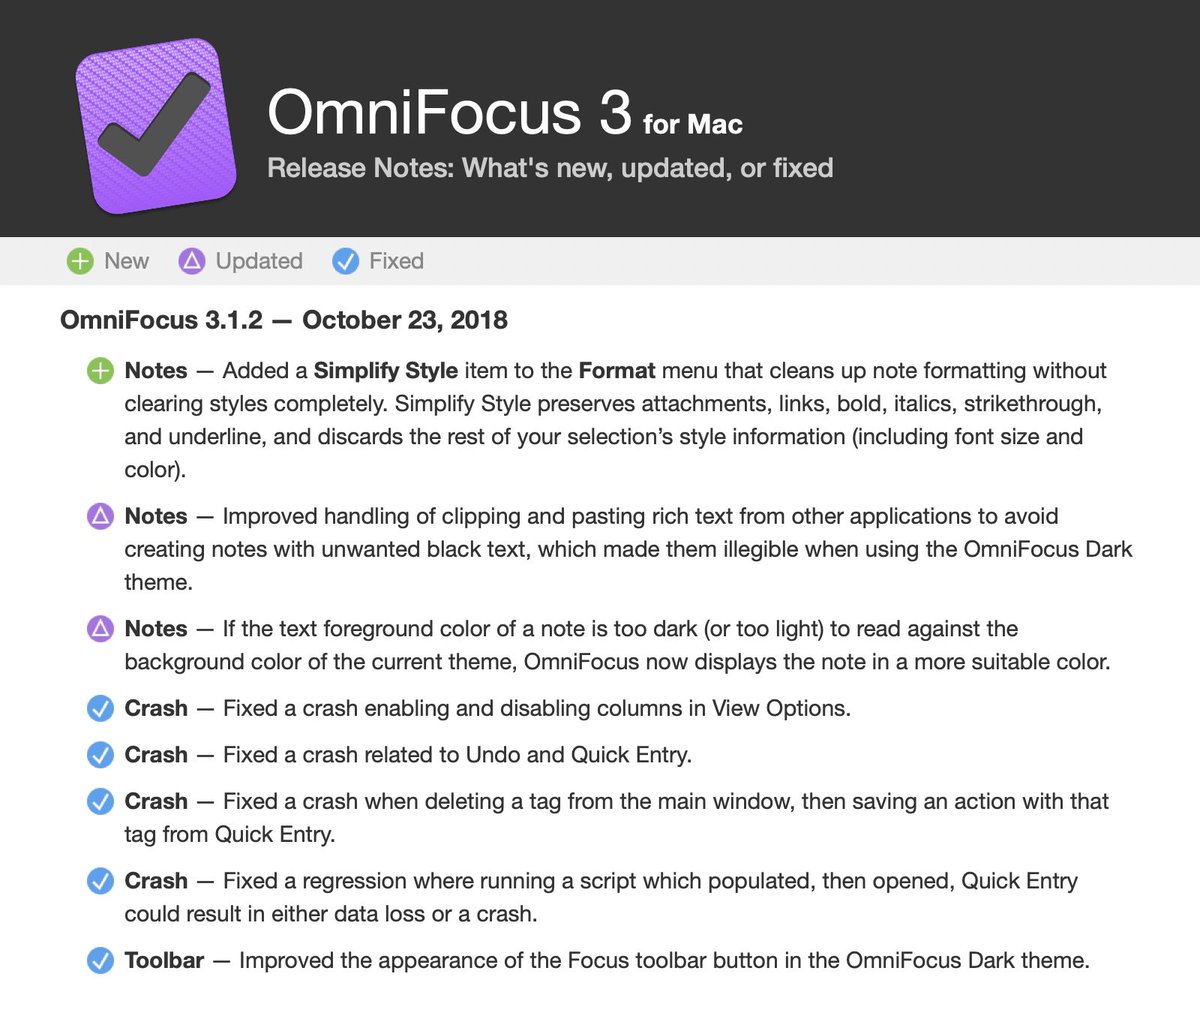 OmniFocus 3 for Mac
Release Notes: What's new, updated, or fixed
New Updated Fixed
OmniFocus 3.1.2 — October 23, 2018
Notes — Added a Simplify Style item to the Format menu that cleans up note formatting without
clearing styles completely. Simplify Style preserves attachments, links, bold, italics, strikethrough,
and underline, and discards the rest of your selection’s style information (including font size and
color).
Notes — Improved handling of clipping and pasting rich text from other applications to avoid
creating notes with unwanted black text, which made them illegible when using the OmniFocus Dark
theme.
Notes — If the text foreground color of a note is too dark (or too light) to read against the
background color of the current theme, OmniFocus now displays the note in a more suitable color.
Crash — Fixed a crash enabling and disabling columns in View Options.
Crash — Fixed a crash related to Undo and Quick Entry.
Crash — Fixed a crash when deleting a tag from the main window, then saving an action with that
tag from Quick Entry.
Crash — Fixed a regression where running a script which populated, then opened, Quick Entry
could result in either data loss or a crash.
Toolbar — Improved the appearance of the Focus toolbar button in the OmniFocus Dark theme.